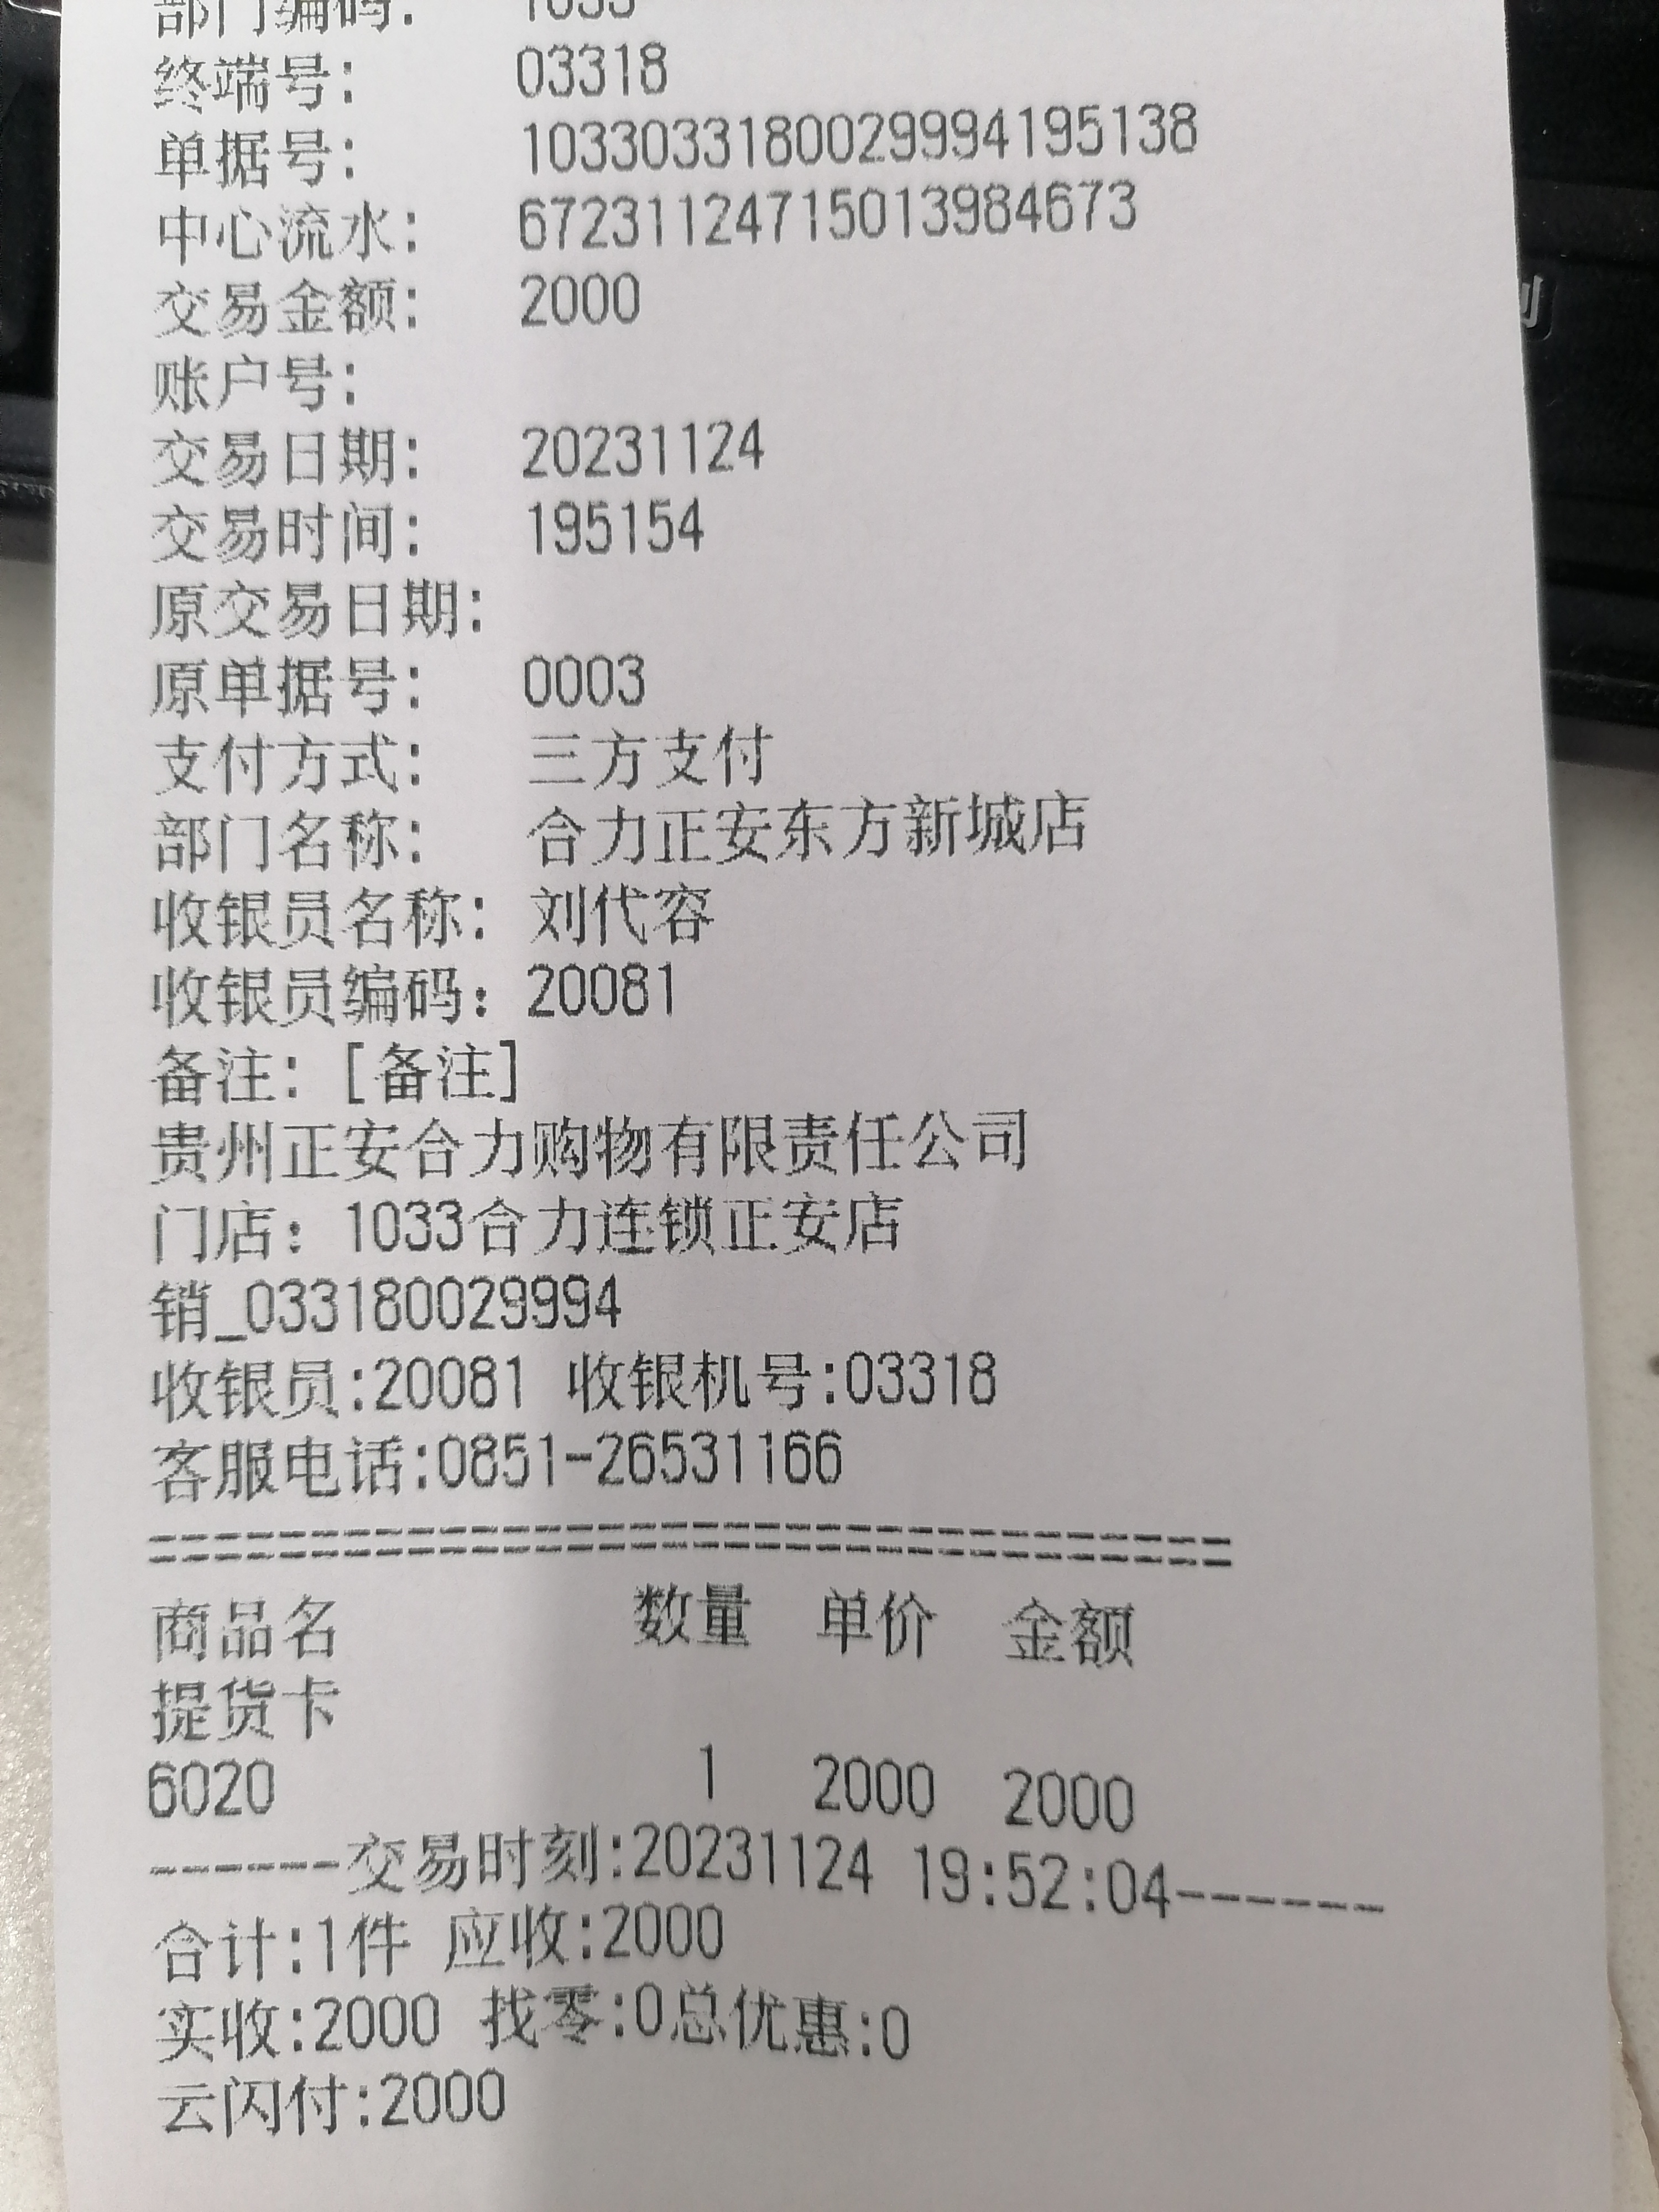 部门编码: 1033
终端号: 03318
单据号: 1033033180029994195138
中心流水: 67231124715013984673
交易金额: 2000
账户号:
交易日期: 20231124
交易时间: 195154
原交易日期:
原单据号: 0003
支付方式: 三方支付
部门名称: 合力正安东方新城店
收银员名称: 刘代容
收银员编码: 20081
备注: [备注]
贵州正安合力购物有限责任公司
门店: 1033合力连锁正安店
销_033180029994
收银员:20081 收银机号:03318
客服电话:0851-26531166
===================================
商品名 数量 单价 金额
提货卡
6020 1 2000 2000
------交易时刻:20231124 19:52:04------
合计:1件 应收:2000
实收:2000 找零:0总优惠:0
云闪付:2000